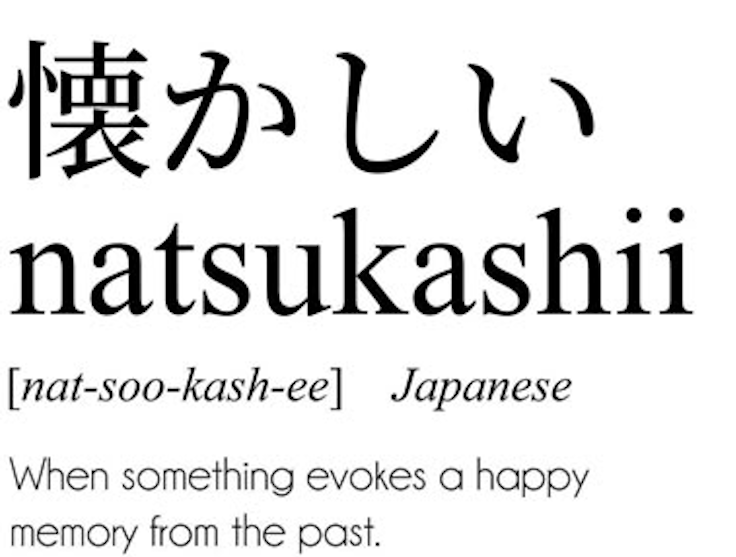 懐かしい
natsukashii
[nat-soo-kash-ee] Japanese
When something evokes a happy
memory from the past.